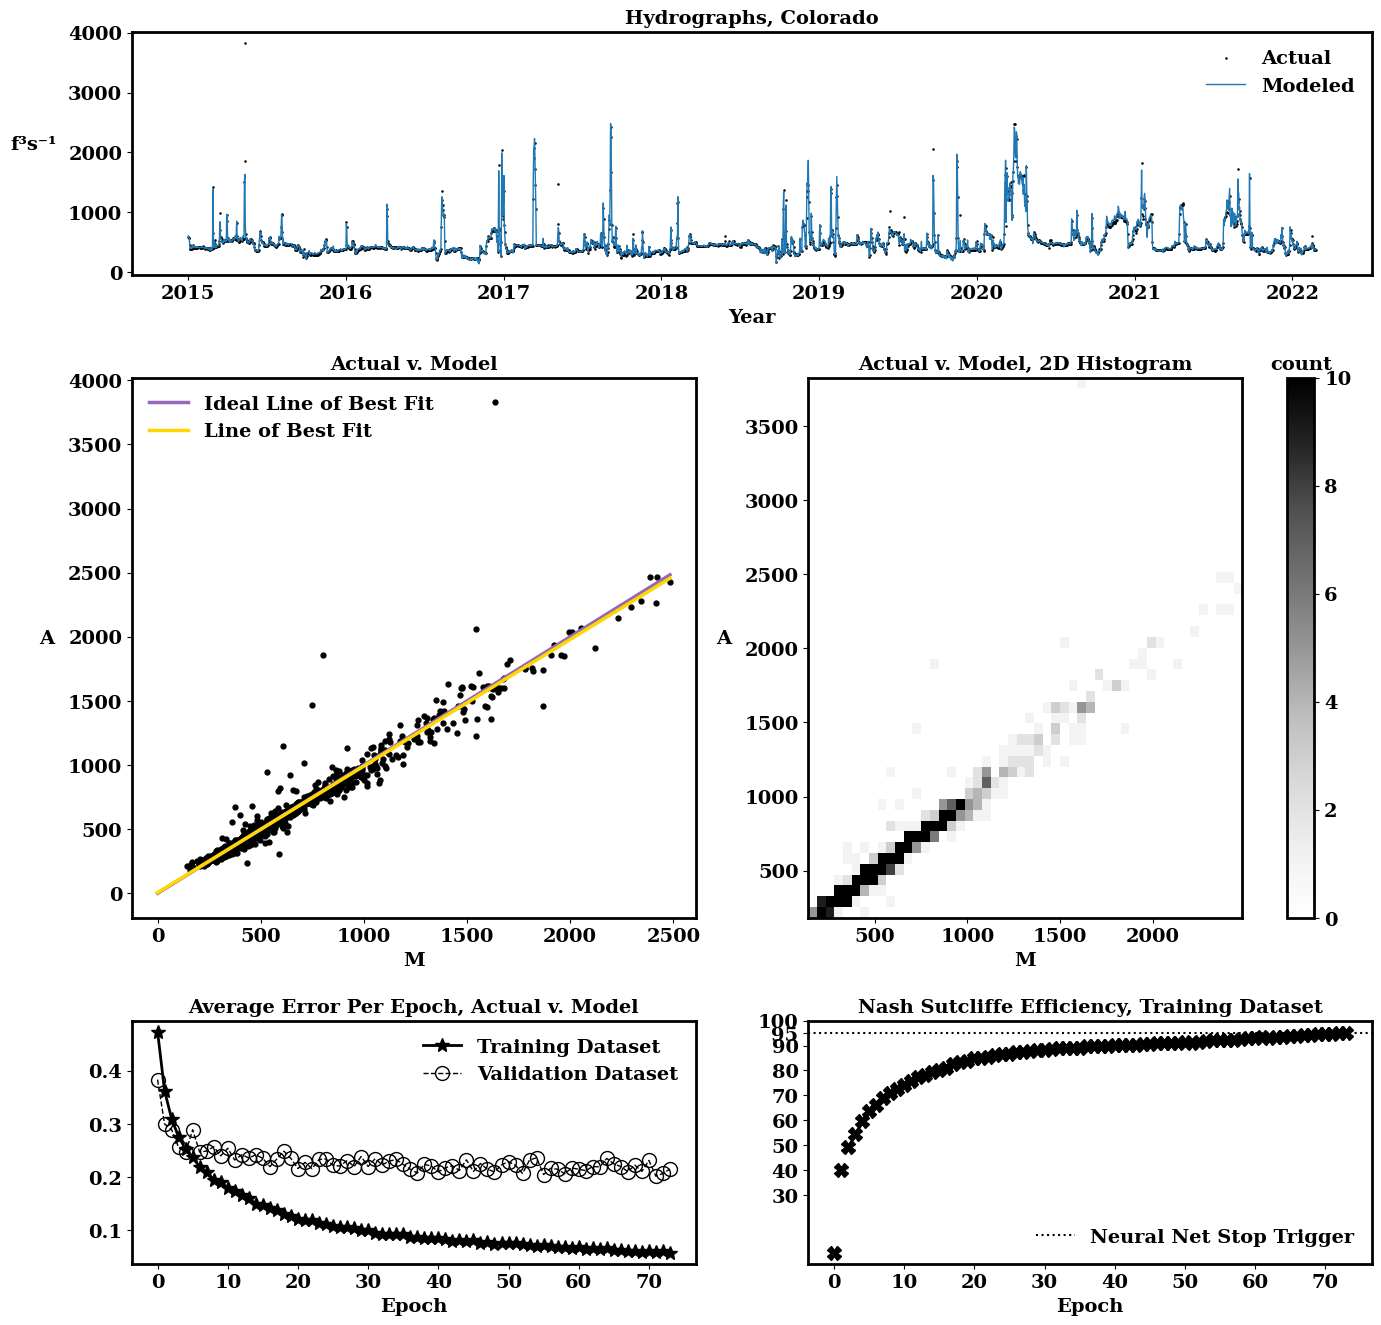 Hydrographs, Colorado
4000
3000
2000
1000
0
f³s⁻¹
Actual
Modeled
2015 2016 2017 2018 2019 2020 2021 2022
Year
Actual v. Model
4000
3500
3000
2500
2000
1500
1000
500
0
A
Ideal Line of Best Fit
Line of Best Fit
0 500 1000 1500 2000 2500
M
Actual v. Model, 2D Histogram
3500
3000
2500
2000
1500
1000
500
A
500 1000 1500 2000
M
count
10
8
6
4
2
0
Average Error Per Epoch, Actual v. Model
0.4
0.3
0.2
0.1
Training Dataset
Validation Dataset
0 10 20 30 40 50 60 70
Epoch
Nash Sutcliffe Efficiency, Training Dataset
100
95
90
80
70
60
50
40
30
Neural Net Stop Trigger
0 10 20 30 40 50 60 70
Epoch